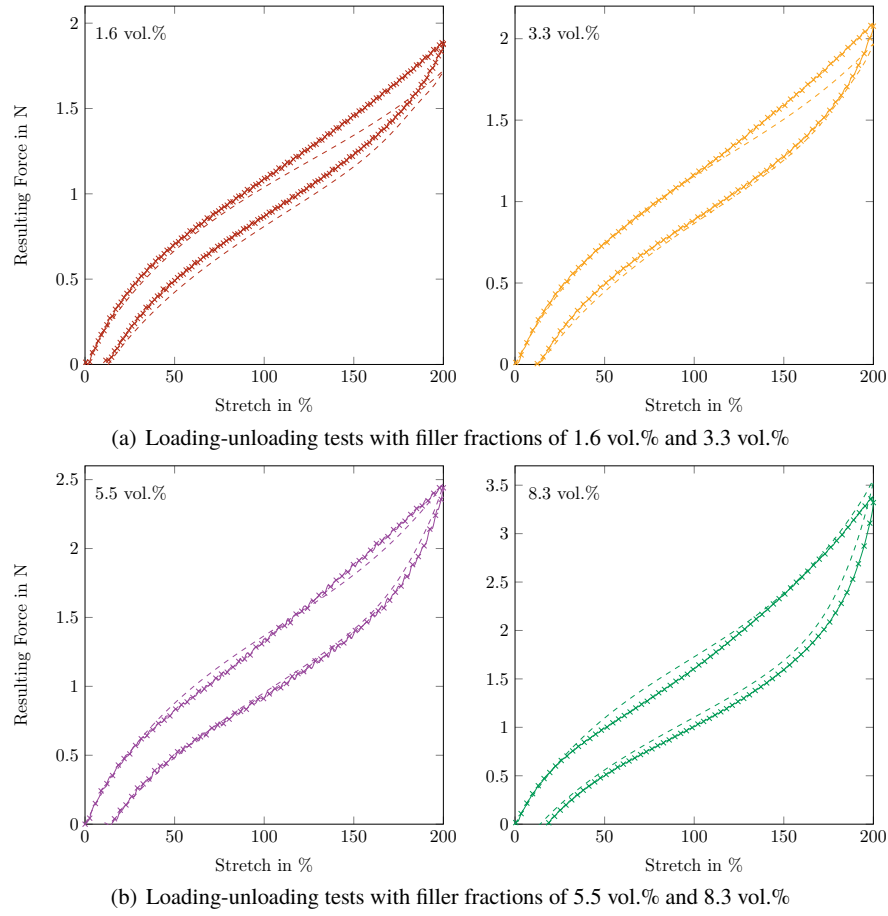 1.6 vol.%
3.3 vol.%
Resulting Force in N
2
1.5
1
0.5
0
2
1.5
1
0.5
0
0 50 100 150 200
0 50 100 150 200
Stretch in %
Stretch in %
(a) Loading-unloading tests with filler fractions of 1.6 vol.% and 3.3 vol.%
5.5 vol.%
8.3 vol.%
Resulting Force in N
2.5
2
1.5
1
0.5
0
3.5
3
2.5
2
1.5
1
0.5
0
0 50 100 150 200
0 50 100 150 200
Stretch in %
Stretch in %
(b) Loading-unloading tests with filler fractions of 5.5 vol.% and 8.3 vol.%